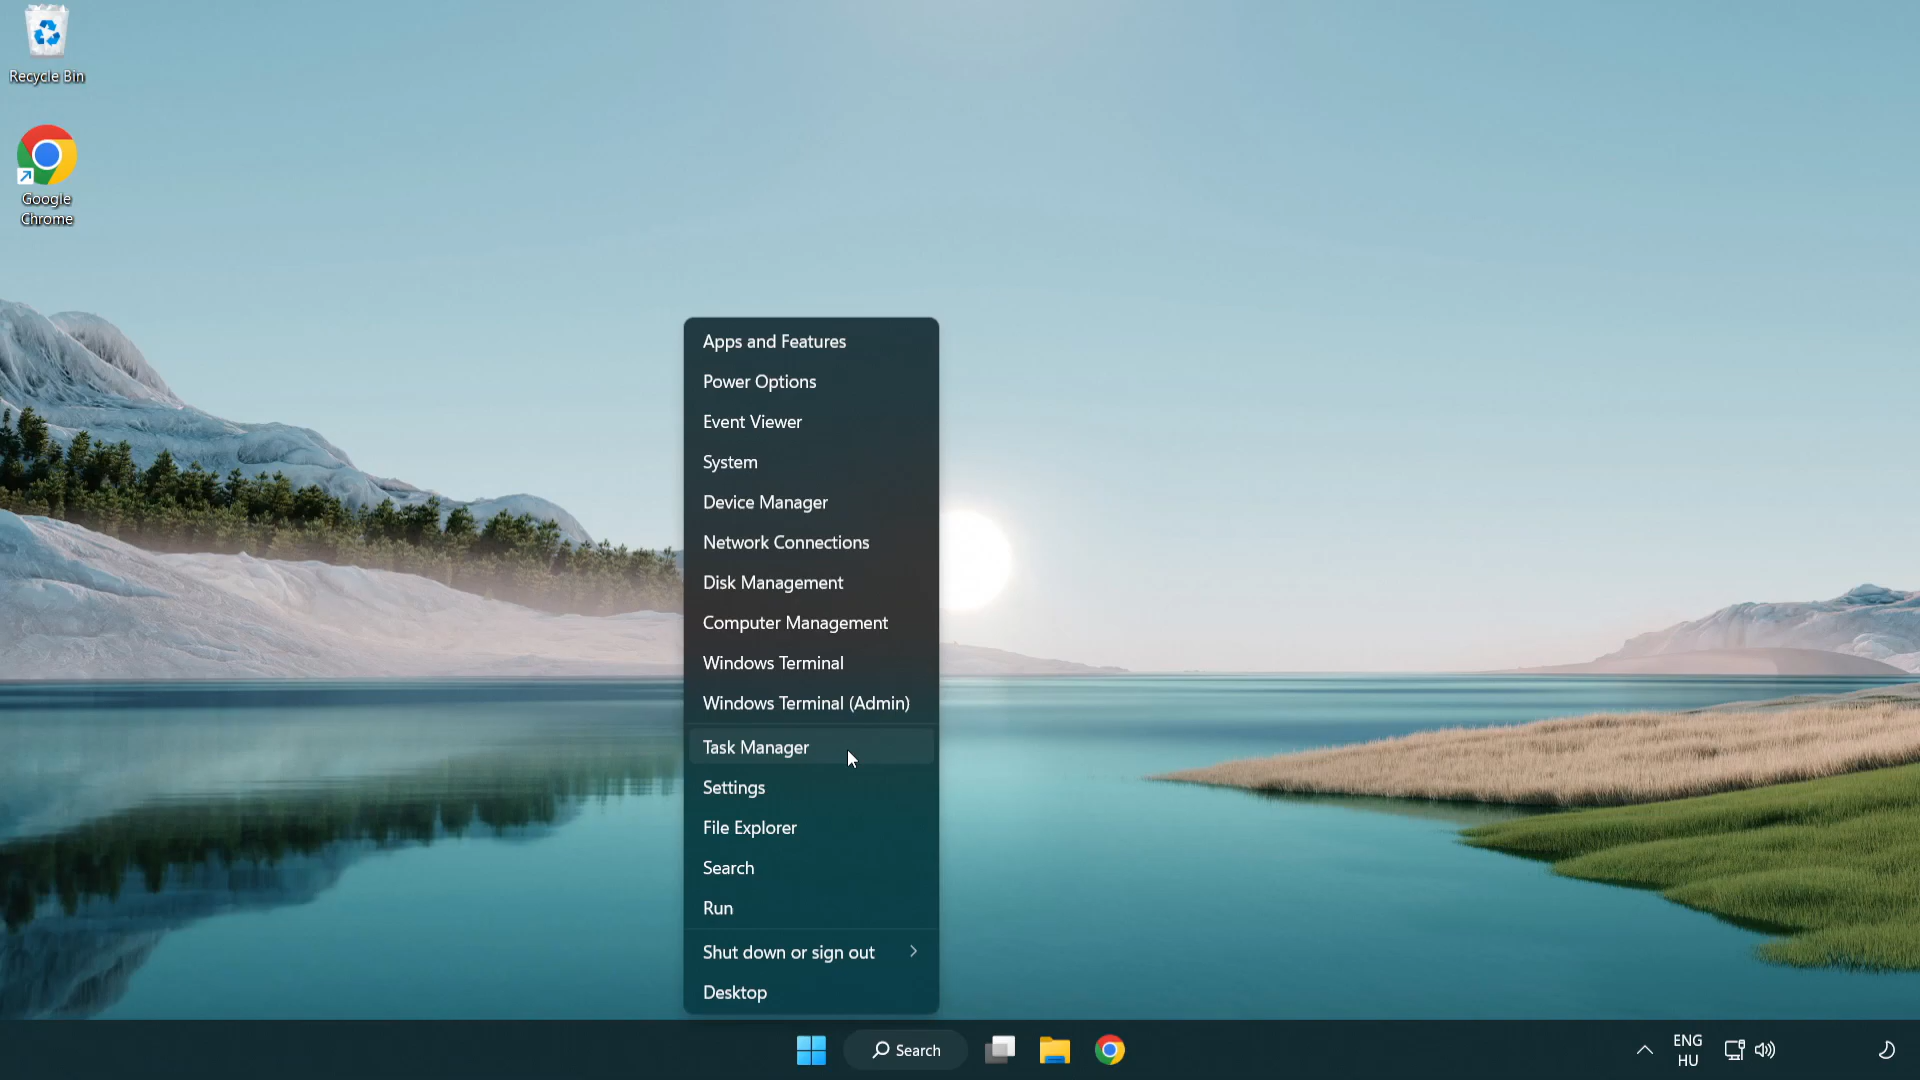 Recycle Bin
Google
Chrome
Apps and Features
Power Options
Event Viewer
System
Device Manager
Network Connections
Disk Management
Computer Management
Windows Terminal
Windows Terminal (Admin)
Task Manager
Settings
File Explorer
Search
Run
Shut down or sign out
Desktop
Search
ENG
HU